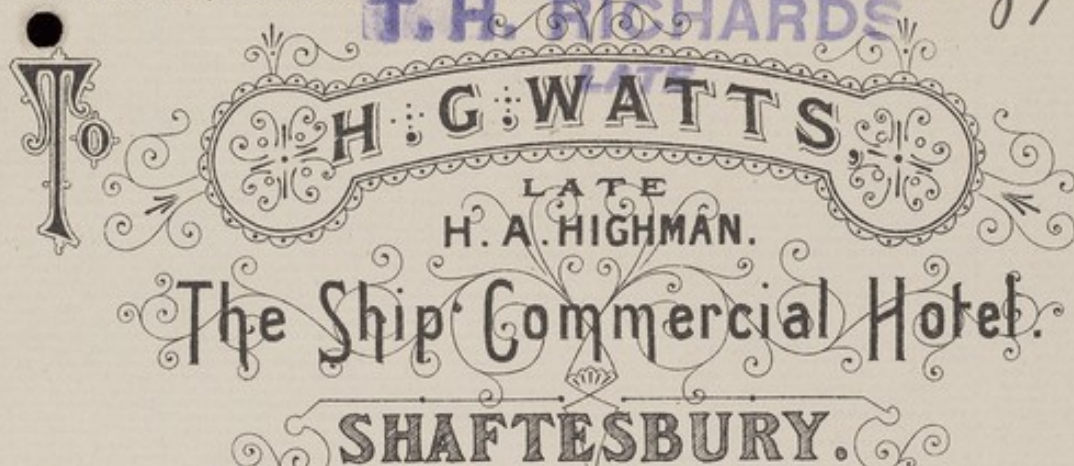 T. H. RICHARDS
LATE
To
H. G. WATTS,
LATE
H. A. HIGHMAN.
The Ship Commercial Hotel.
SHAFTESBURY.